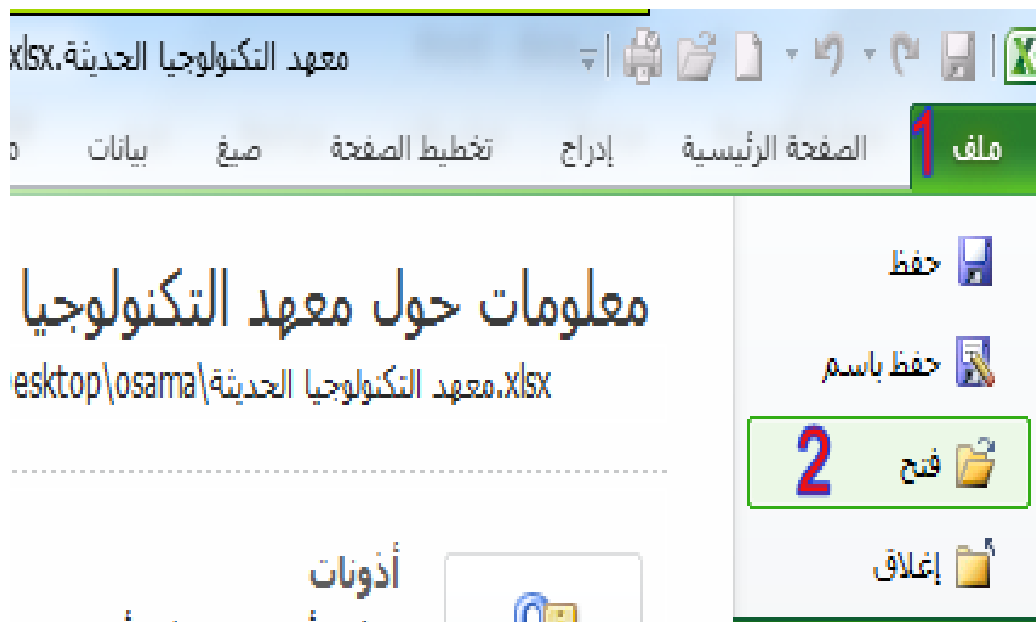 معهد التكنولوجيا الحديثة.xlsx
ملف 1 الصفحة الرئيسية إدراج تخطيط الصفحة صيغ بيانات
حفظ
حفظ باسم
فتح 2
إغلاق
معلومات حول معهد التكنولوجيا
esktop\osama\معهد التكنولوجيا الحديثة.xlsx
أذونات